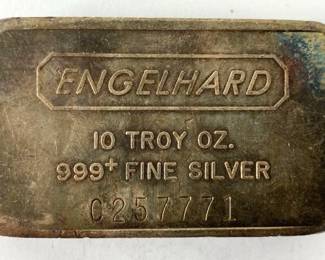 ENGELHARD
10 TROY OZ.
999+ FINE SILVER
C257771